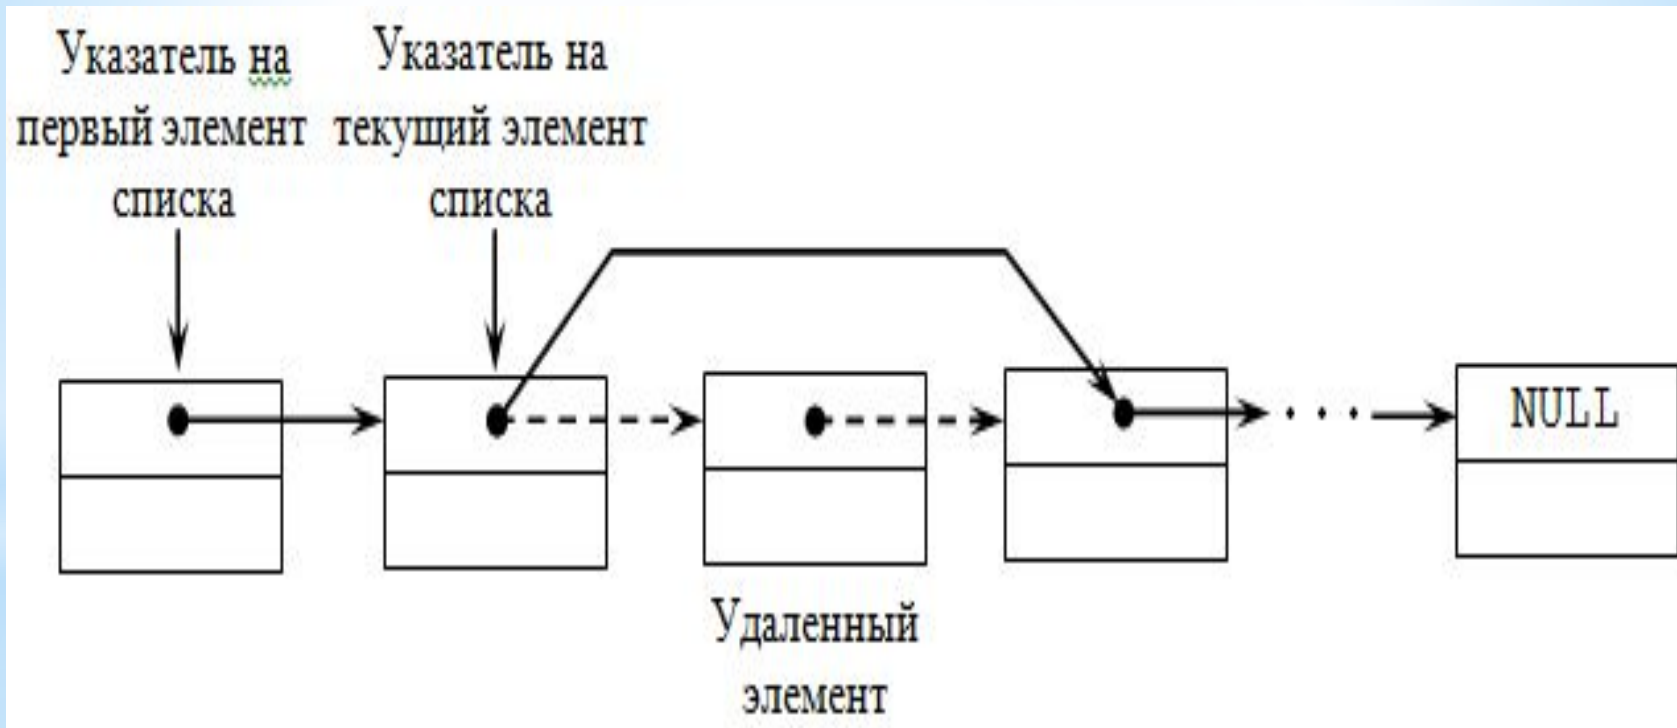 Указатель на
первый элемент
списка
Указатель на
текущий элемент
списка
NULL
Удаленный
элемент